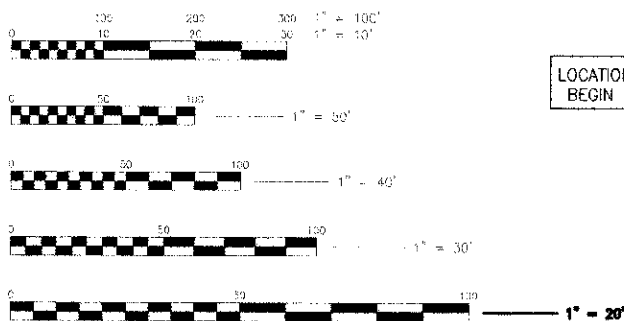 100 200 300 1" = 100'
0 10 20 30 1" = 10'
LOCATION
BEGIN
0 50 100
1" = 50'
0 50 100
1" = 40'
0 50 100
1" = 30'
0 50 100
1" = 20'